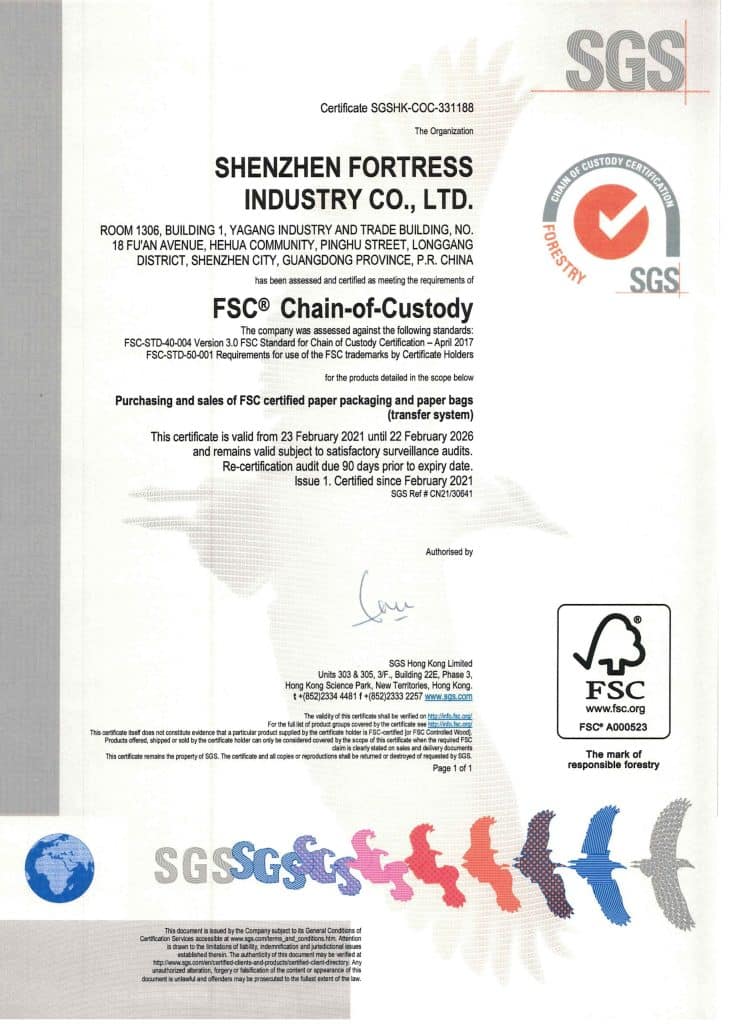 SGS
Certificate SGSHK-COC-331188
The Organization
SHENZHEN FORTRESS
INDUSTRY CO., LTD.
ROOM 1306, BUILDING 1, YAGANG INDUSTRY AND TRADE BUILDING, NO.
18 FU'AN AVENUE, HEHUA COMMUNITY, PINGHU STREET, LONGGANG
DISTRICT, SHENZHEN CITY, GUANGDONG PROVINCE, P.R. CHINA
has been assessed and certified as meeting the requirements of
CHAIN OF CUSTODY CERTIFICATION
FORESTRY
SGS
FSC® Chain-of-Custody
The company was assessed against the following standards:
FSC-STD-40-004 Version 3.0 FSC Standard for Chain of Custody Certification – April 2017
FSC-STD-50-001 Requirements for use of the FSC trademarks by Certificate Holders
for the products detailed in the scope below
Purchasing and sales of FSC certified paper packaging and paper bags
(transfer system)
This certificate is valid from 23 February 2021 until 22 February 2026
and remains valid subject to satisfactory surveillance audits.
Re-certification audit due 90 days prior to expiry date.
Issue 1. Certified since February 2021
SGS Ref # CN21/30641
Authorised by
SGS Hong Kong Limited
Units 303 & 305, 3/F., Building 22E, Phase 3,
Hong Kong Science Park, New Territories, Hong Kong.
t +(852)2334 4481 f +(852)2333 2257 www.sgs.com
The validity of this certificate shall be verified on http://info.fsc.org/
For the full list of product groups covered by the certificate see http://info.fsc.org/
This certificate itself does not constitute evidence that a particular product supplied by the certificate holder is FSC-certified [or FSC Controlled Wood].
Products offered, shipped or sold by the certificate holder can only be considered covered by the scope of this certificate when the required FSC
claim is clearly stated on sales and delivery documents
This certificate remains the property of SGS. The certificate and all copies or reproductions shall be returned or destroyed of requested by SGS.
Page 1 of 1
®
FSC
www.fsc.org
FSC® A000523
The mark of
responsible forestry
SGS SGS SGS
This document is issued by the Company subject to its General Conditions of
Certification Services accessible at www.sgs.com/terms_and_conditions.htm. Attention
is drawn to the limitations of liability, indemnification and jurisdictional issues
established therein. The authenticity of this document may be verified at
http://www.sgs.com/en/certified-clients-and-products/certified-client-directory. Any
unauthorized alteration, forgery or falsification of the content or appearance of this
document is unlawful and offenders may be prosecuted to the fullest extent of the law.